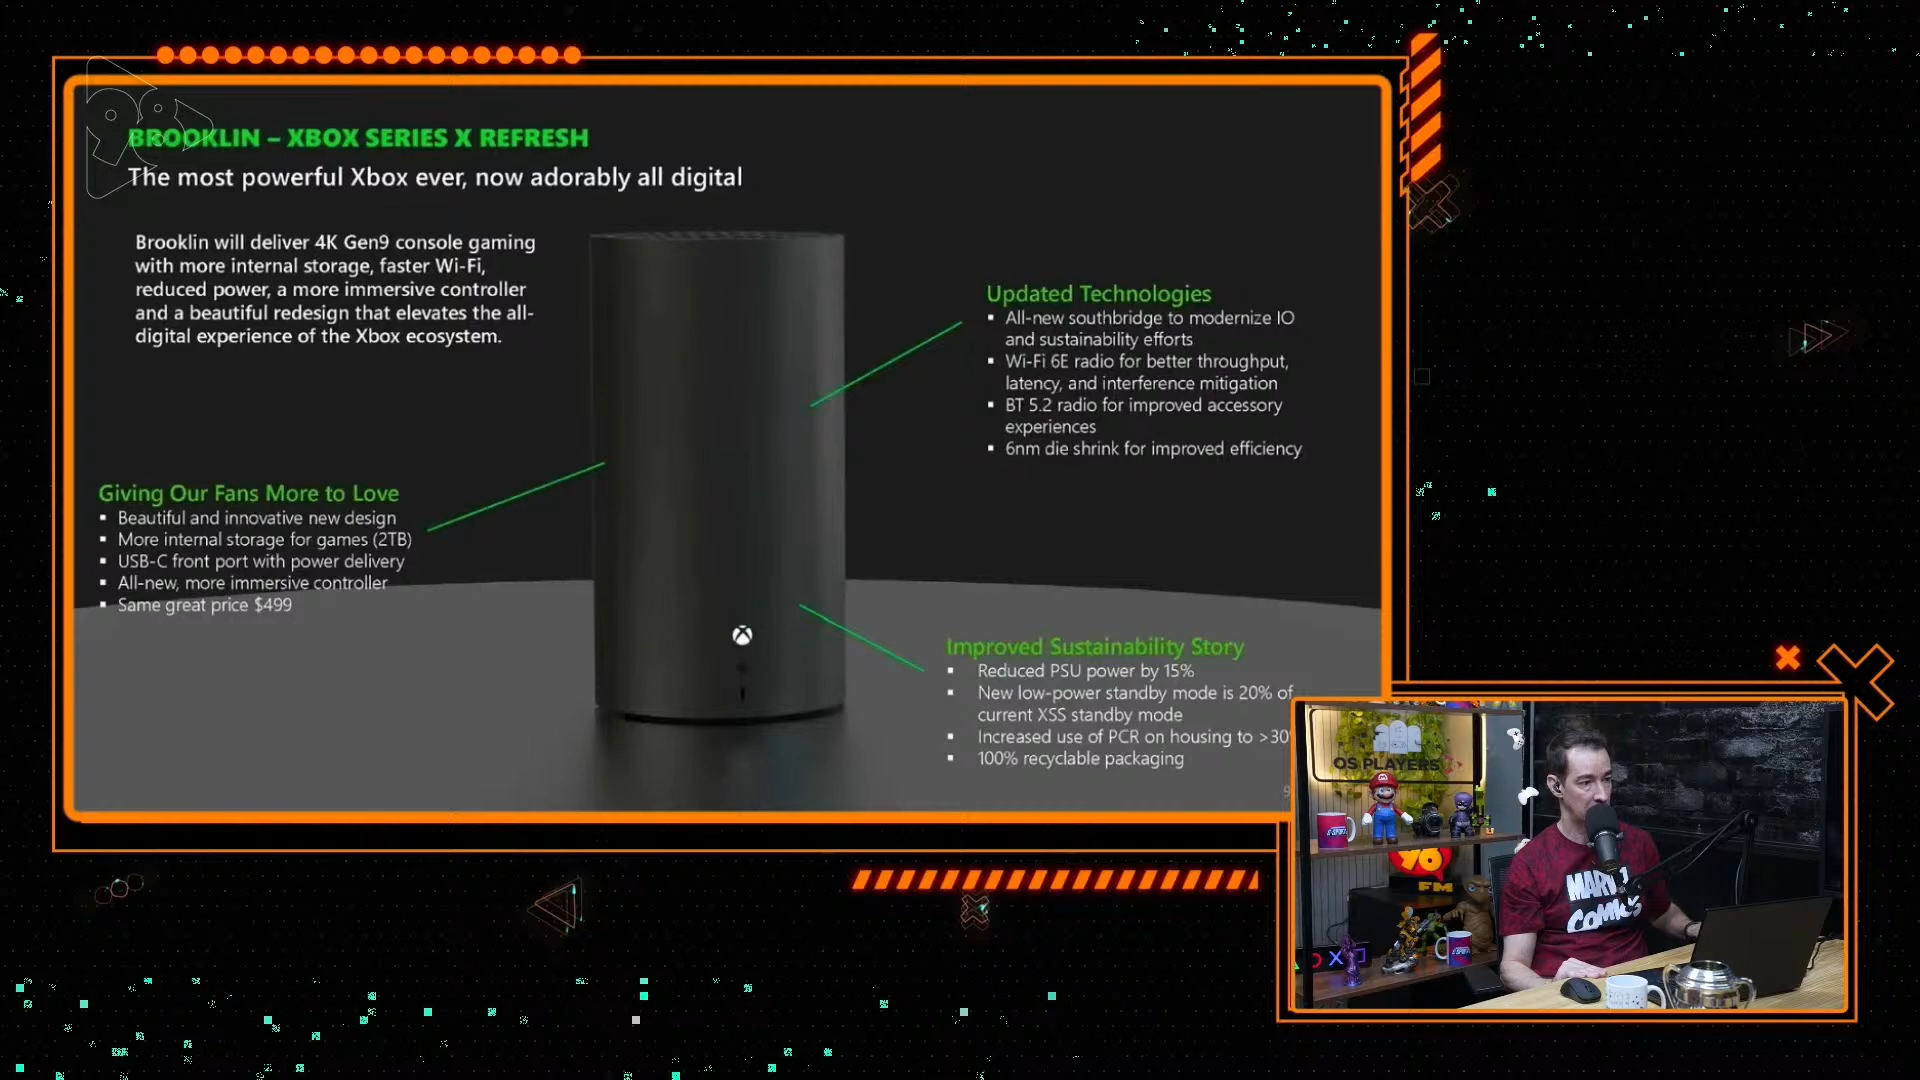 98
BROOKLIN – XBOX SERIES X REFRESH
The most powerful Xbox ever, now adorably all digital
Brooklin will deliver 4K Gen9 console gaming
with more internal storage, faster Wi-Fi,
reduced power, a more immersive controller
and a beautiful redesign that elevates the all-
digital experience of the Xbox ecosystem.
Giving Our Fans More to Love
▪ Beautiful and innovative new design
▪ More internal storage for games (2TB)
▪ USB-C front port with power delivery
▪ All-new, more immersive controller
▪ Same great price $499
Updated Technologies
▪ All-new southbridge to modernize IO
and sustainability efforts
▪ Wi-Fi 6E radio for better throughput,
latency, and interference mitigation
▪ BT 5.2 radio for improved accessory
experiences
▪ 6nm die shrink for improved efficiency
Improved Sustainability Story
▪ Reduced PSU power by 15%
▪ New low-power standby mode is 20% of
current XSS standby mode
▪ Increased use of PCR on housing to >30
▪ 100% recyclable packaging
OS PLAYERS
98
FM
MARVEL
COMICS